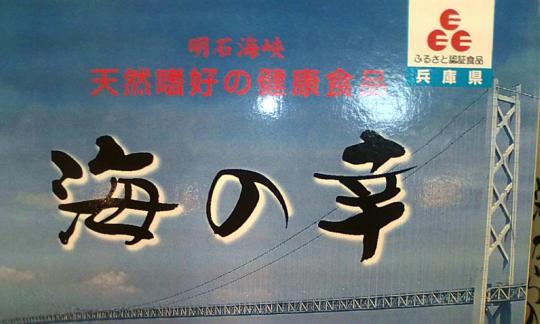 明石海峡
天然嗜好の健康食品
海の幸
ふるさと認証食品
兵庫県